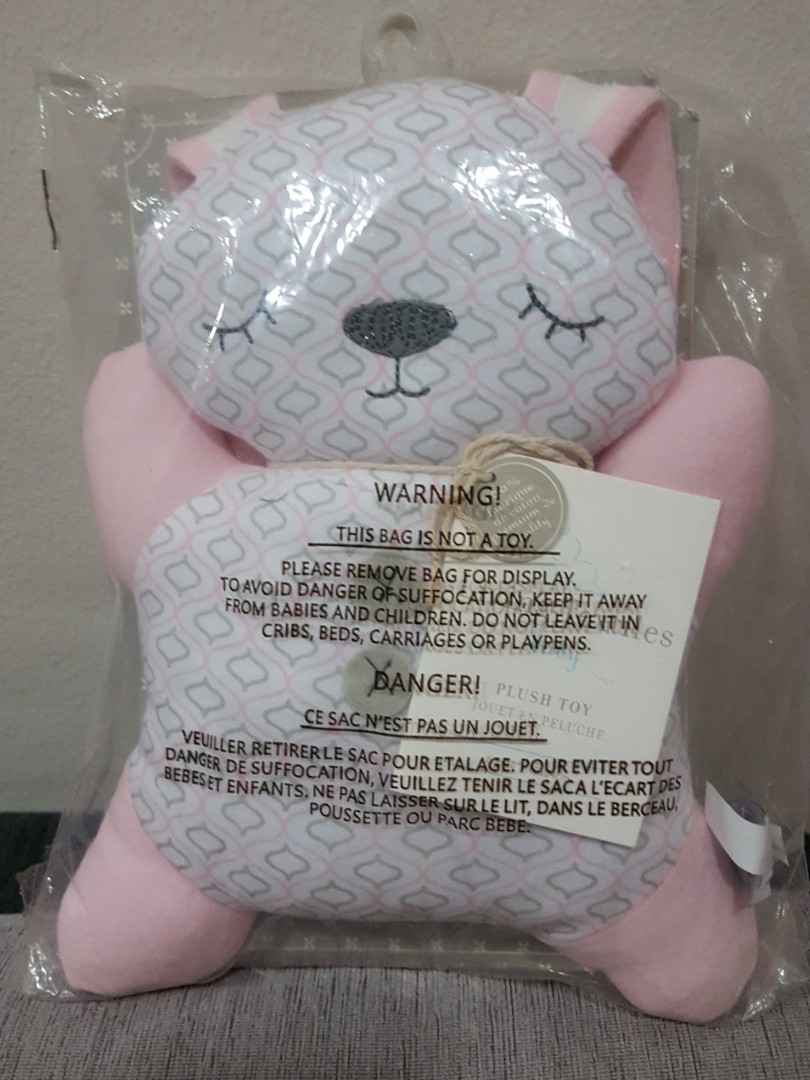 WARNING!
THIS BAG IS NOT A TOY.
PLEASE REMOVE BAG FOR DISPLAY.
TO AVOID DANGER OF SUFFOCATION, KEEP IT AWAY
FROM BABIES AND CHILDREN. DO NOT LEAVE IT IN
CRIBS, BEDS, CARRIAGES OR PLAYPENS.
DANGER!
CE SAC N'EST PAS UN JOUET.
VEUILLER RETIRER LE SAC POUR ETALAGE. POUR EVITER TOUT
DANGER DE SUFFOCATION, VEUILLEZ TENIR LE SAC A L'ECART DES
BEBES ET ENFANTS. NE PAS LAISSER SUR LE LIT, DANS LE BERCEAU,
POUSSETTE OU PARC BEBE.
PLUSH TOY
JOUET EN PELUCHE